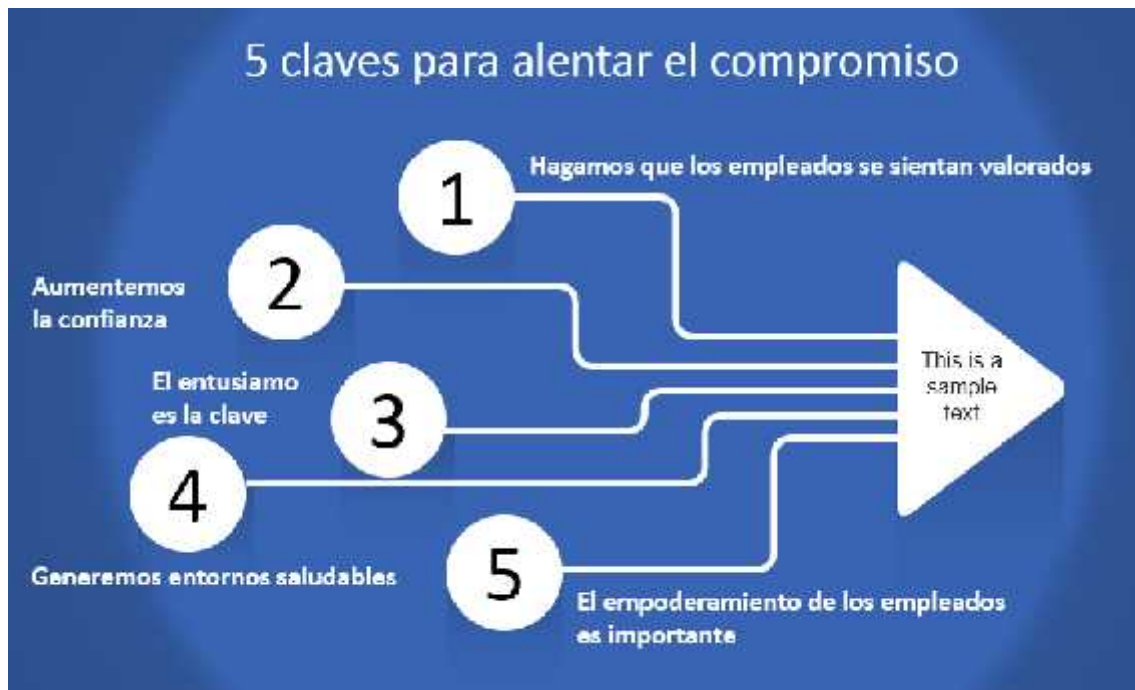 5 claves para alentar el compromiso
1
Hagamos que los empleados se sientan valorados
2
Aumentemos
la confianza
3
El entusiamo
es la clave
4
Generemos entornos saludables
5
El empoderamiento de los empleados
es importante
This is a
sample
text